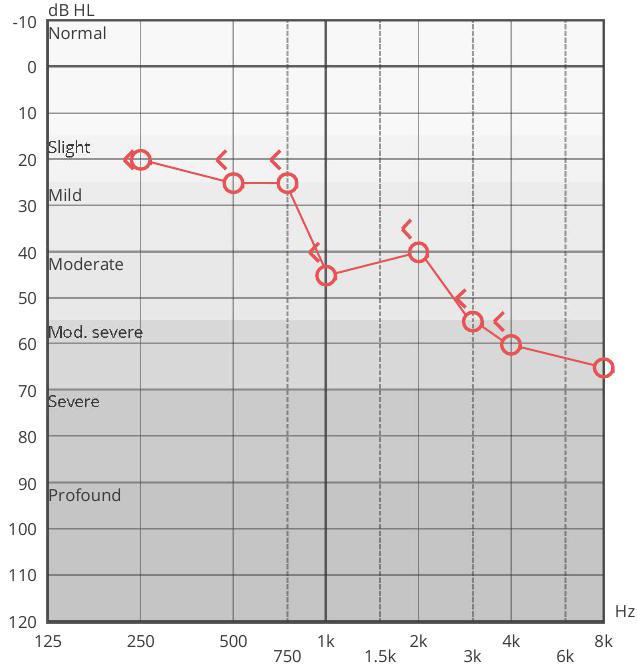 dB HL
-10
Normal
0
10
Slight
20
Mild
30
40
Moderate
50
Mod. severe
60
70
Severe
80
90
Profound
100
110
120
Hz
125 250 500 1k 2k 4k 8k
750 1.5k 3k 6k